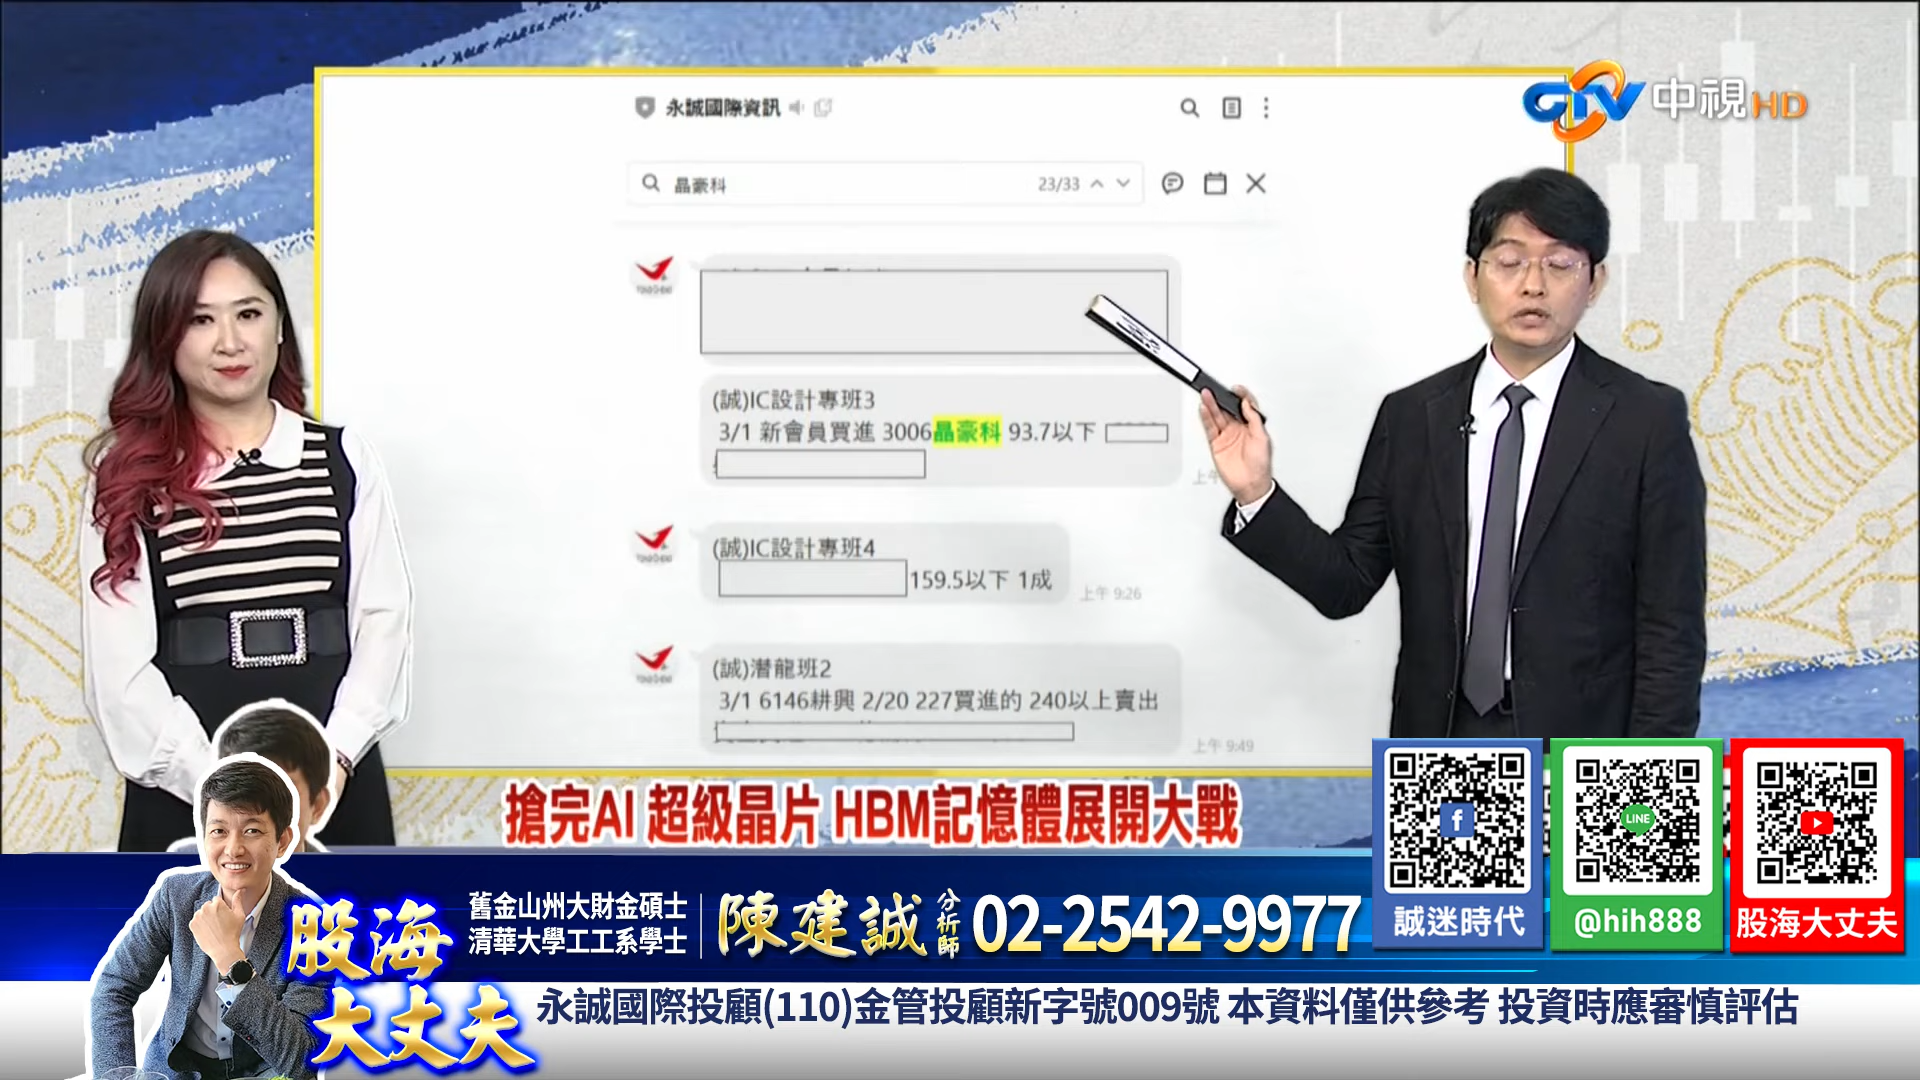 CTV 中視HD
永誠國際資訊
晶豪科 23/33
(誠)IC設計專班3
3/1 新會員買進 3006晶豪科 93.7以下
上午
(誠)IC設計專班4
159.5以下 1成
上午 9:26
(誠)潛龍班2
3/1 6146耕興 2/20 227買進的 240以上賣出
上午 9:49
搶完AI 超級晶片 HBM記憶體展開大戰
股海
大丈夫
舊金山州大財金碩士
清華大學工工系學士
陳建誠 分析師 02-2542-9977
誠迷時代
LINE
@hih888
股海大丈夫
永誠國際投顧(110)金管投顧新字號009號 本資料僅供參考 投資時應審慎評估